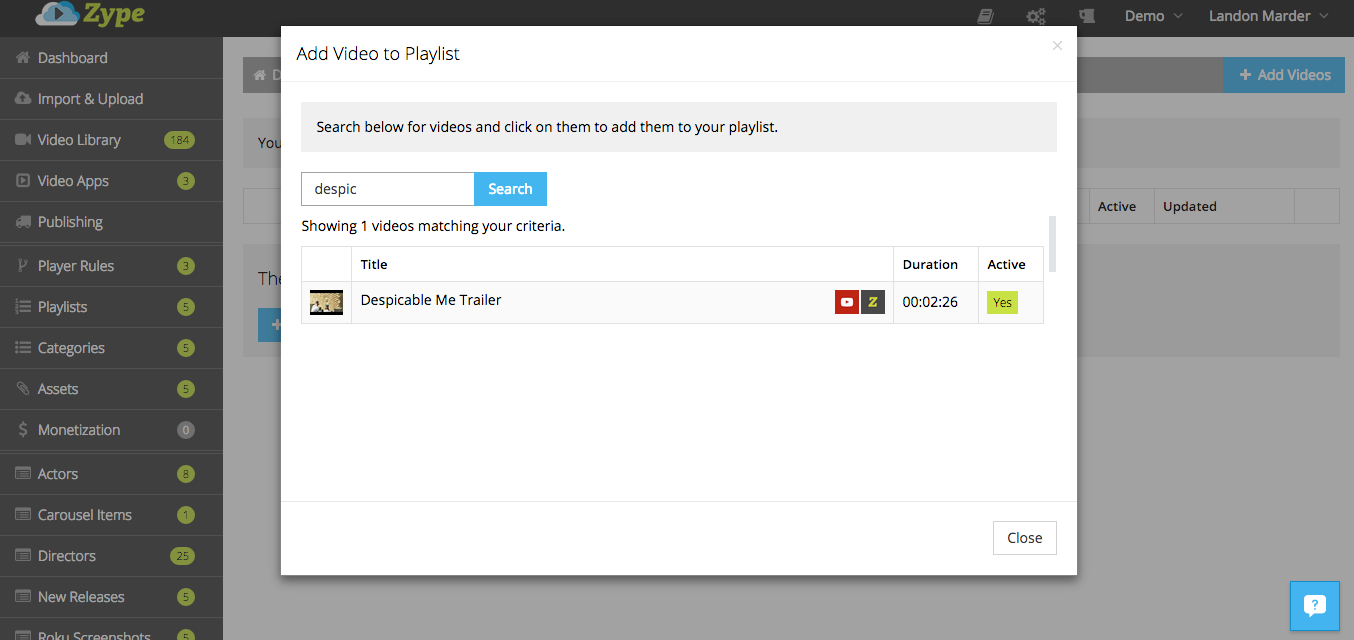 Zype
Demo
Landon Marder
Dashboard
Import & Upload
Video Library 184
Video Apps 3
Publishing
Player Rules 3
Playlists 5
Categories 5
Assets 5
Monetization 0
Actors 8
Carousel Items 1
Directors 25
New Releases 5
Roku Screenshots 5
D
+ Add Videos
You
Active Updated
The
+
Add Video to Playlist
×
Search below for videos and click on them to add them to your playlist.
despic Search
Showing 1 videos matching your criteria.
Title Duration Active
Despicable Me Trailer Z 00:02:26 Yes
Close
?